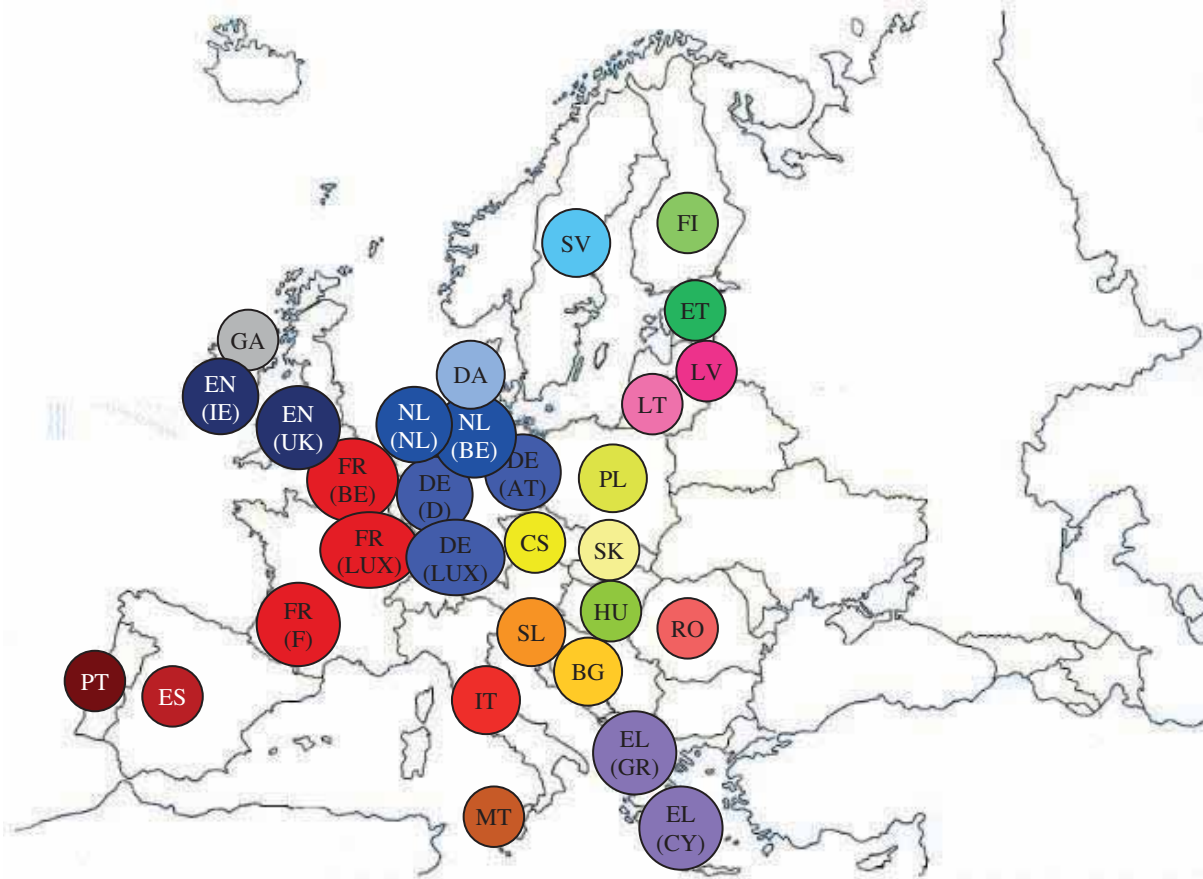 FI
SV
ET
GA
LV
DA
EN
(IE)
LT
EN
(UK)
NL
(NL)
NL
(BE)
FR
(BE)
DE
(D)
DE
(AT)
PL
FR
(LUX)
DE
(LUX)
CS
SK
FR
(F)
SL
HU
RO
PT
ES
IT
BG
EL
(GR)
MT
EL
(CY)